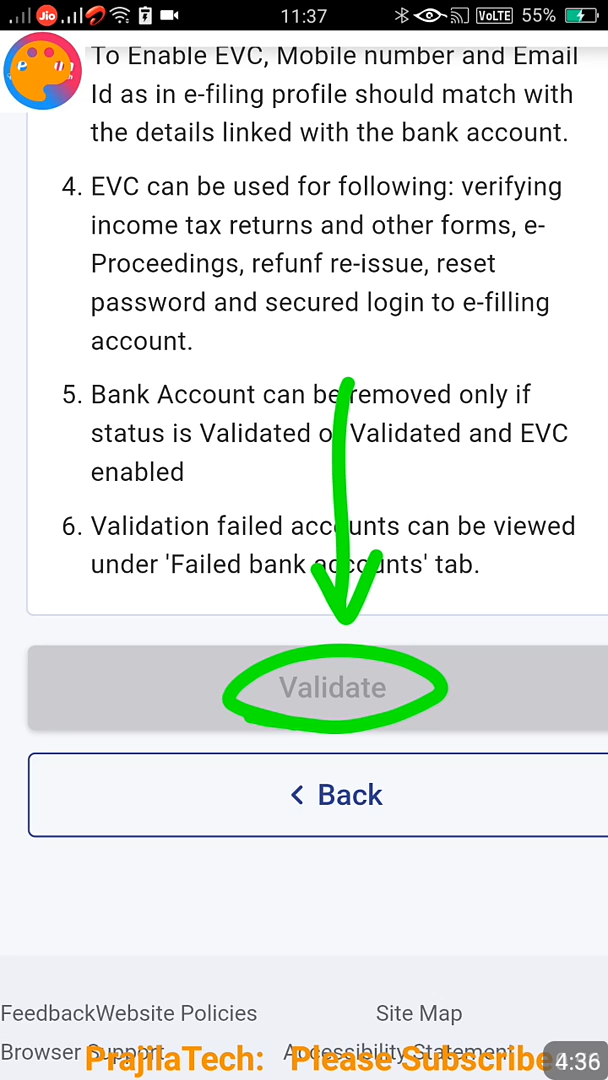 Jio 11:37 VoLTE 55%
To Enable EVC, Mobile number and Email
Id as in e-filing profile should match with
the details linked with the bank account.
4. EVC can be used for following: verifying
income tax returns and other forms, e-
Proceedings, refunf re-issue, reset
password and secured login to e-filling
account.
5. Bank Account can be removed only if
status is Validated or Validated and EVC
enabled
6. Validation failed accounts can be viewed
under 'Failed bank accounts' tab.
Validate
< Back
FeedbackWebsite Policies Site Map
Browser Support Accessibility Statement
PrajilaTech: Please Subscribe
4:36